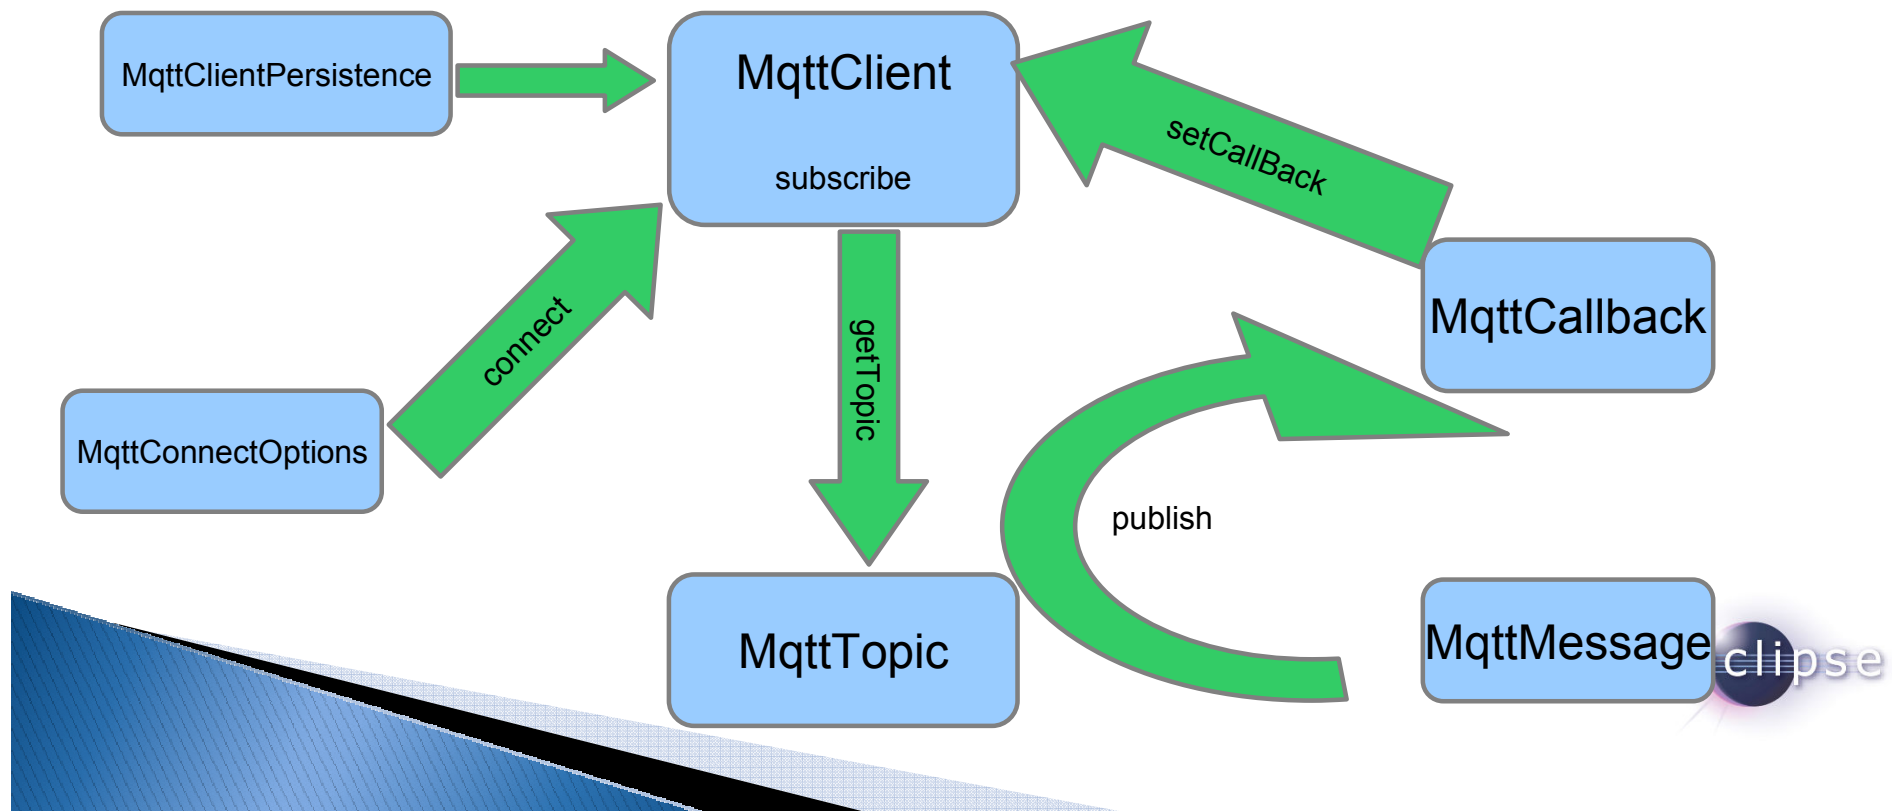 MqttClientPersistence
MqttClient
subscribe
setCallBack
connect
getTopic
MqttCallback
MqttConnectOptions
publish
MqttTopic
MqttMessage
clipse